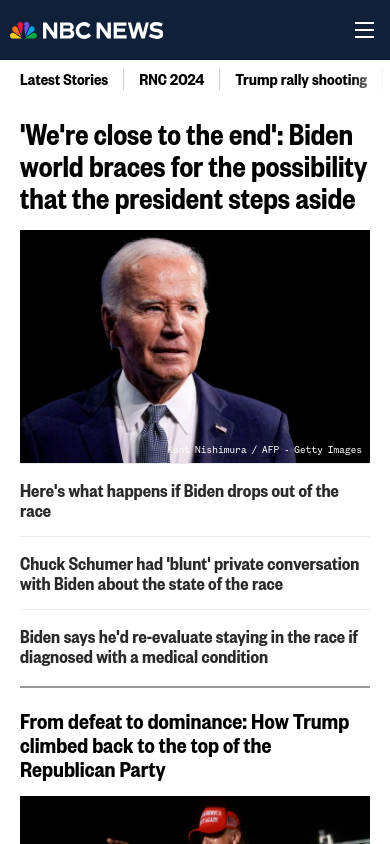 NBC NEWS
Latest Stories
RNC 2024
Trump rally shooting
'We're close to the end': Biden
world braces for the possibility
that the president steps aside
Kent Nishimura / AFP - Getty Images
Here's what happens if Biden drops out of the
race
Chuck Schumer had 'blunt' private conversation
with Biden about the state of the race
Biden says he'd re-evaluate staying in the race if
diagnosed with a medical condition
From defeat to dominance: How Trump
climbed back to the top of the
Republican Party